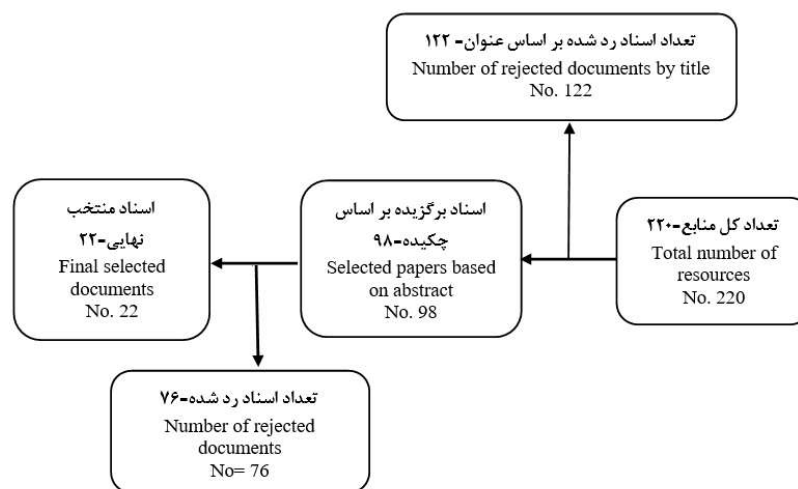 تعداد اسناد رد شده بر اساس عنوان- ۱۲۲
Number of rejected documents by title
No. 122
تعداد کل منابع-۲۲۰
Total number of
resources
No. 220
اسناد برگزیده بر اساس
چکیده-۹۸
Selected papers based
on abstract
No. 98
اسناد منتخب
نهایی-۲۲
Final selected
documents
No. 22
تعداد اسناد رد شده-۷۶
Number of rejected
documents
No= 76